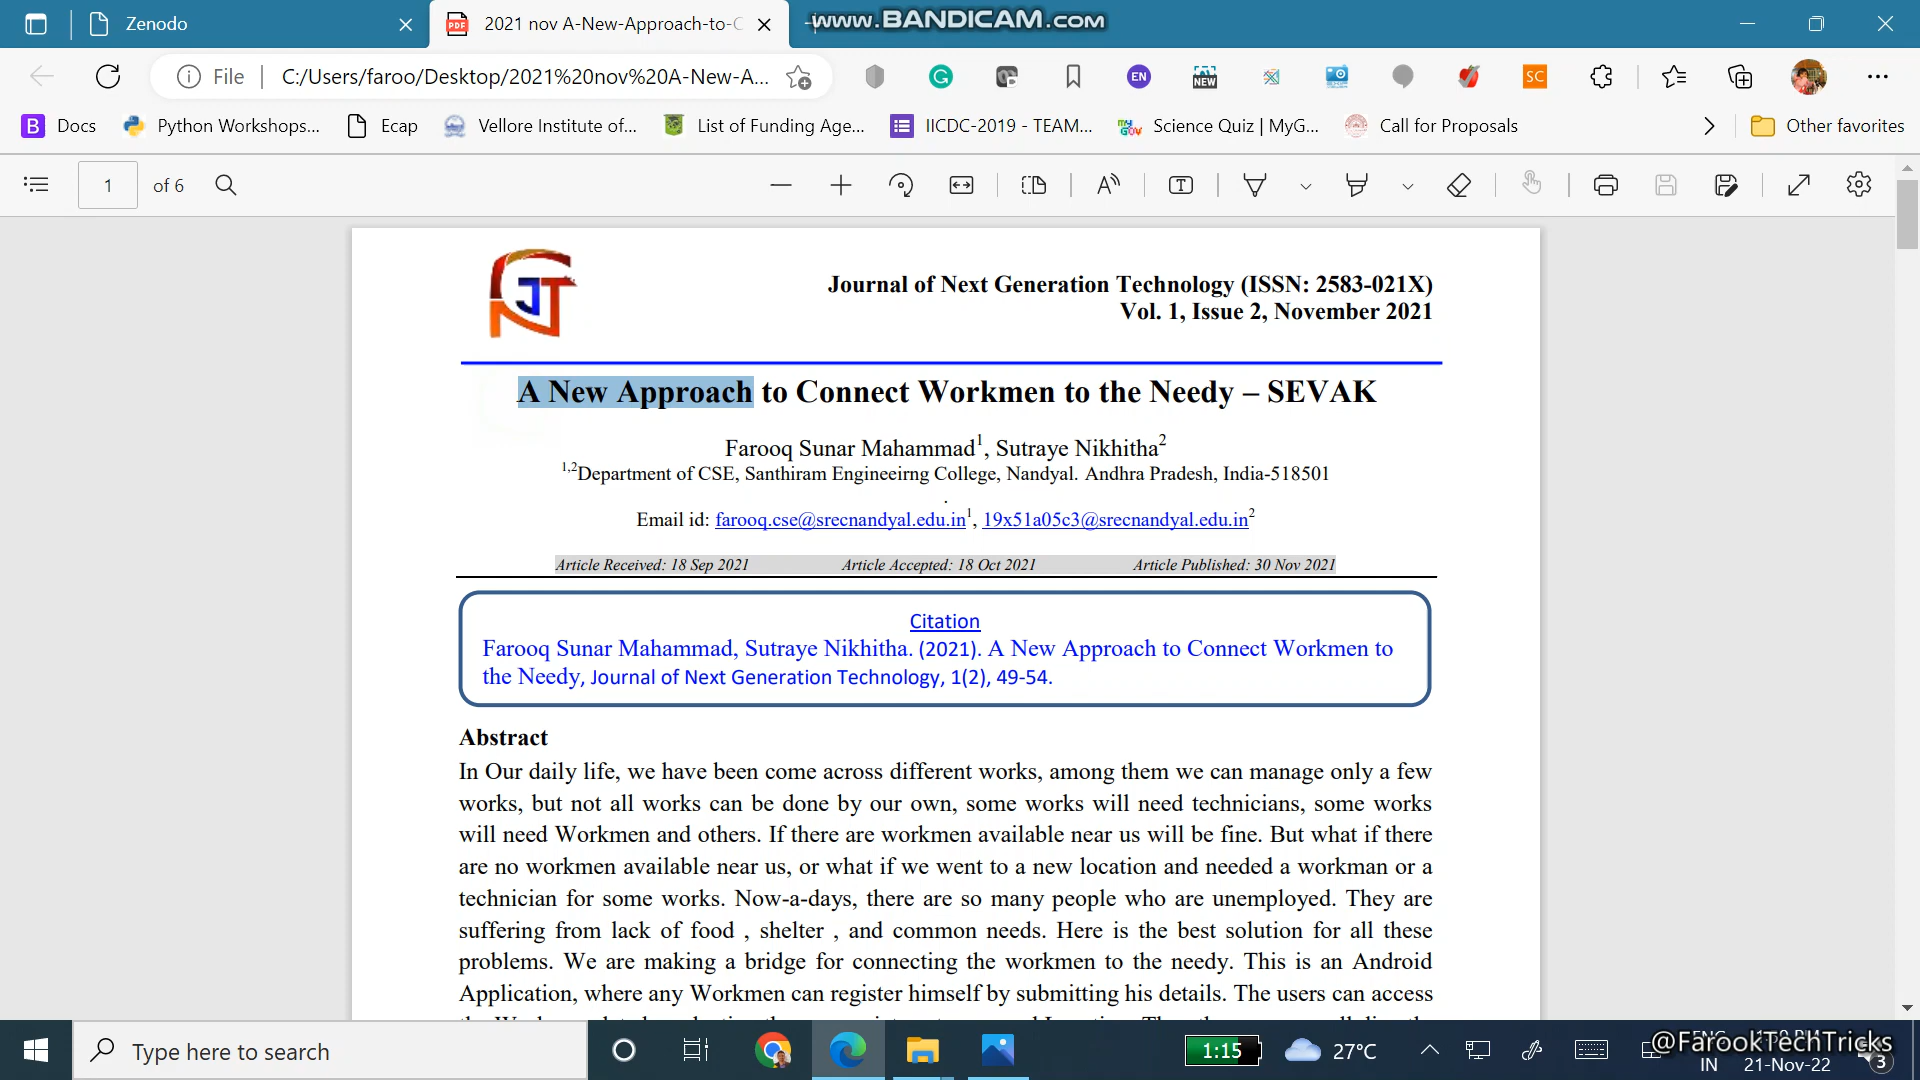 Zenodo
2021 nov A-New-Approach-to-C
www.BANDICAM.com
File
C:/Users/faroo/Desktop/2021%20nov%20A-New-A...
EN
NEW
SC
Docs
Python Workshops...
Ecap
Vellore Institute of...
List of Funding Age...
IICDC-2019 - TEAM...
Science Quiz | MyG...
Call for Proposals
Other favorites
1 of 6
Journal of Next Generation Technology (ISSN: 2583-021X)
Vol. 1, Issue 2, November 2021
A New Approach to Connect Workmen to the Needy – SEVAK
Farooq Sunar Mahammad1, Sutraye Nikhitha2
1,2Department of CSE, Santhiram Engineeirng College, Nandyal. Andhra Pradesh, India-518501
.
Email id: farooq.cse@srecnandyal.edu.in1, 19x51a05c3@srecnandyal.edu.in2
Article Received: 18 Sep 2021 Article Accepted: 18 Oct 2021 Article Published: 30 Nov 2021
Citation
Farooq Sunar Mahammad, Sutraye Nikhitha. (2021). A New Approach to Connect Workmen to
the Needy, Journal of Next Generation Technology, 1(2), 49-54.
Abstract
In Our daily life, we have been come across different works, among them we can manage only a few
works, but not all works can be done by our own, some works will need technicians, some works
will need Workmen and others. If there are workmen available near us will be fine. But what if there
are no workmen available near us, or what if we went to a new location and needed a workman or a
technician for some works. Now-a-days, there are so many people who are unemployed. They are
suffering from lack of food , shelter , and common needs. Here is the best solution for all these
problems. We are making a bridge for connecting the workmen to the needy. This is an Android
Application, where any Workmen can register himself by submitting his details. The users can access
Type here to search
1:15
27°C
@FarookTechTricks
IN
21-Nov-22
3